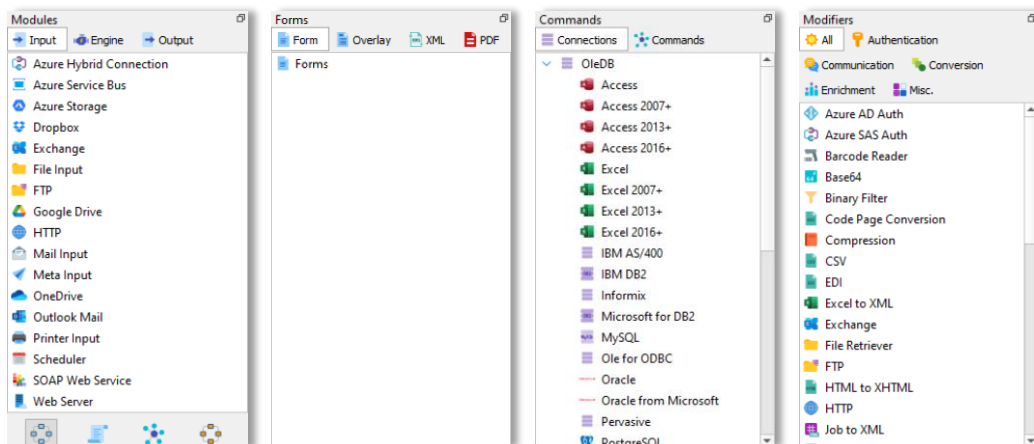 Modules
Input Engine Output
Azure Hybrid Connection
Azure Service Bus
Azure Storage
Dropbox
Exchange
File Input
FTP
Google Drive
HTTP
Mail Input
Meta Input
OneDrive
Outlook Mail
Printer Input
Scheduler
SOAP Web Service
Web Server
Forms
Form Overlay XML PDF
Forms
Commands
Connections Commands
OleDB
Access
Access 2007+
Access 2013+
Access 2016+
Excel
Excel 2007+
Excel 2013+
Excel 2016+
IBM AS/400
IBM DB2
Informix
Microsoft for DB2
MySQL
Ole for ODBC
Oracle
Oracle from Microsoft
Pervasive
PostgreSQL
Modifiers
All Authentication
Communication Conversion
Enrichment Misc.
Azure AD Auth
Azure SAS Auth
Barcode Reader
Base64
Binary Filter
Code Page Conversion
Compression
CSV
EDI
Excel to XML
Exchange
File Retriever
FTP
HTML to XHTML
HTTP
Job to XML